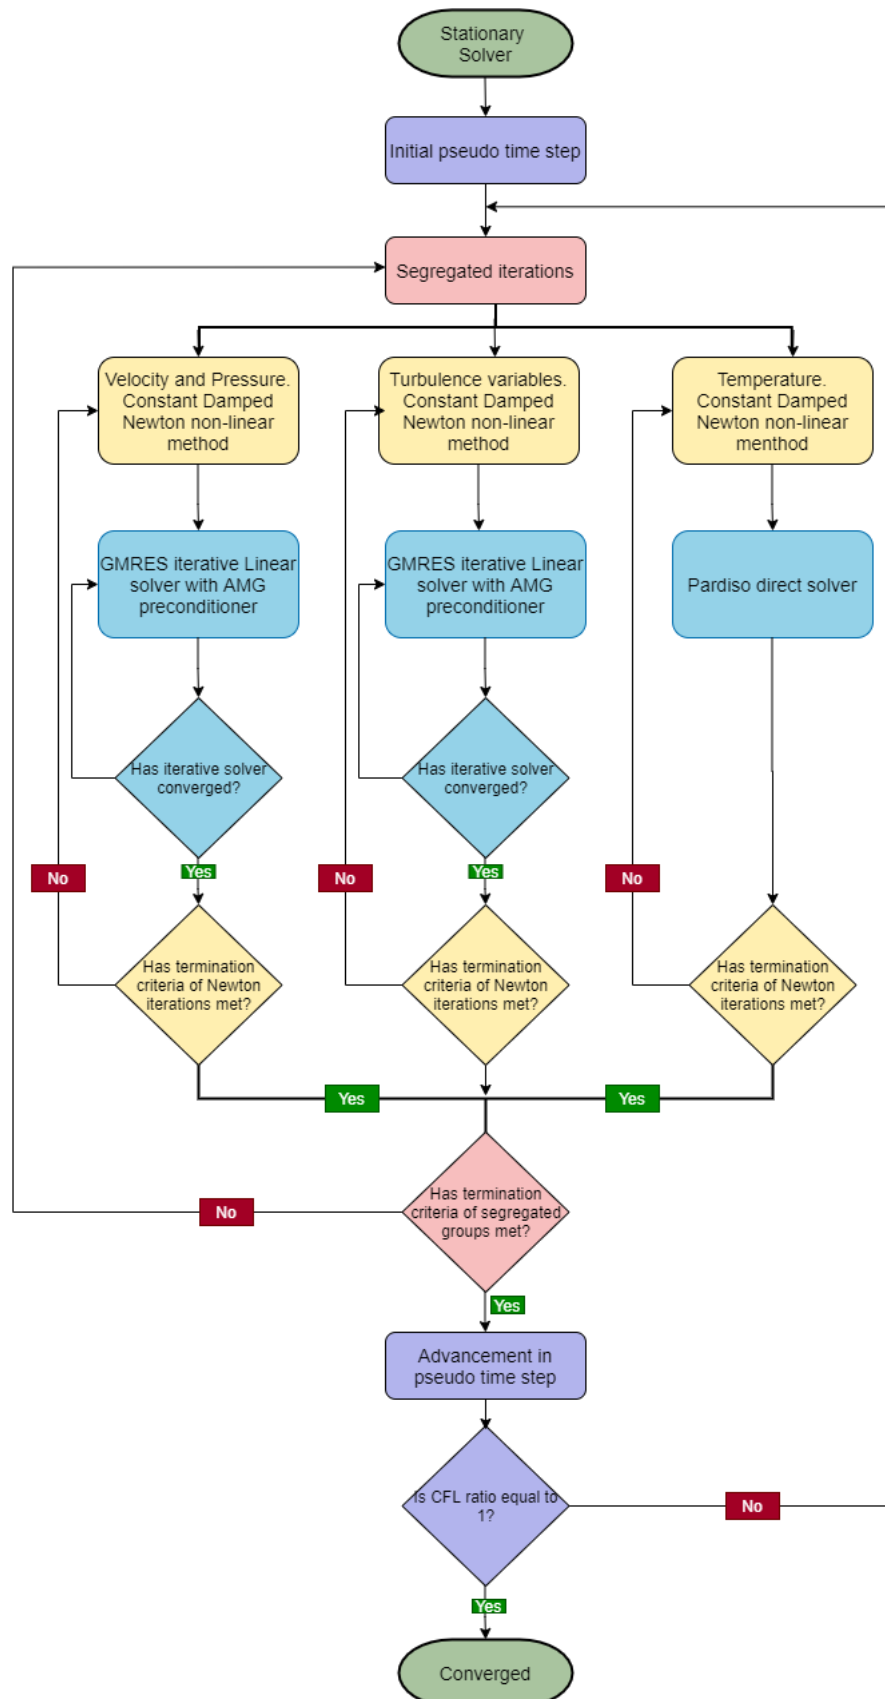 Stationary
Solver
Initial pseudo time step
Segregated iterations
Velocity and Pressure.
Constant Damped
Newton non-linear
method
Turbulence variables.
Constant Damped
Newton non-linear
method
Temperature.
Constant Damped
Newton non-linear
menthod
GMRES iterative Linear
solver with AMG
preconditioner
GMRES iterative Linear
solver with AMG
preconditioner
Pardiso direct solver
Has iterative solver
converged?
Has iterative solver
converged?
No
Yes
No
Yes
No
Has termination
criteria of Newton
iterations met?
Has termination
criteria of Newton
iterations met?
Has termination
criteria of Newton
iterations met?
Yes
Yes
Has termination
criteria of segregated
groups met?
No
Yes
Advancement in
pseudo time step
Is CFL ratio equal to
1?
No
Yes
Converged